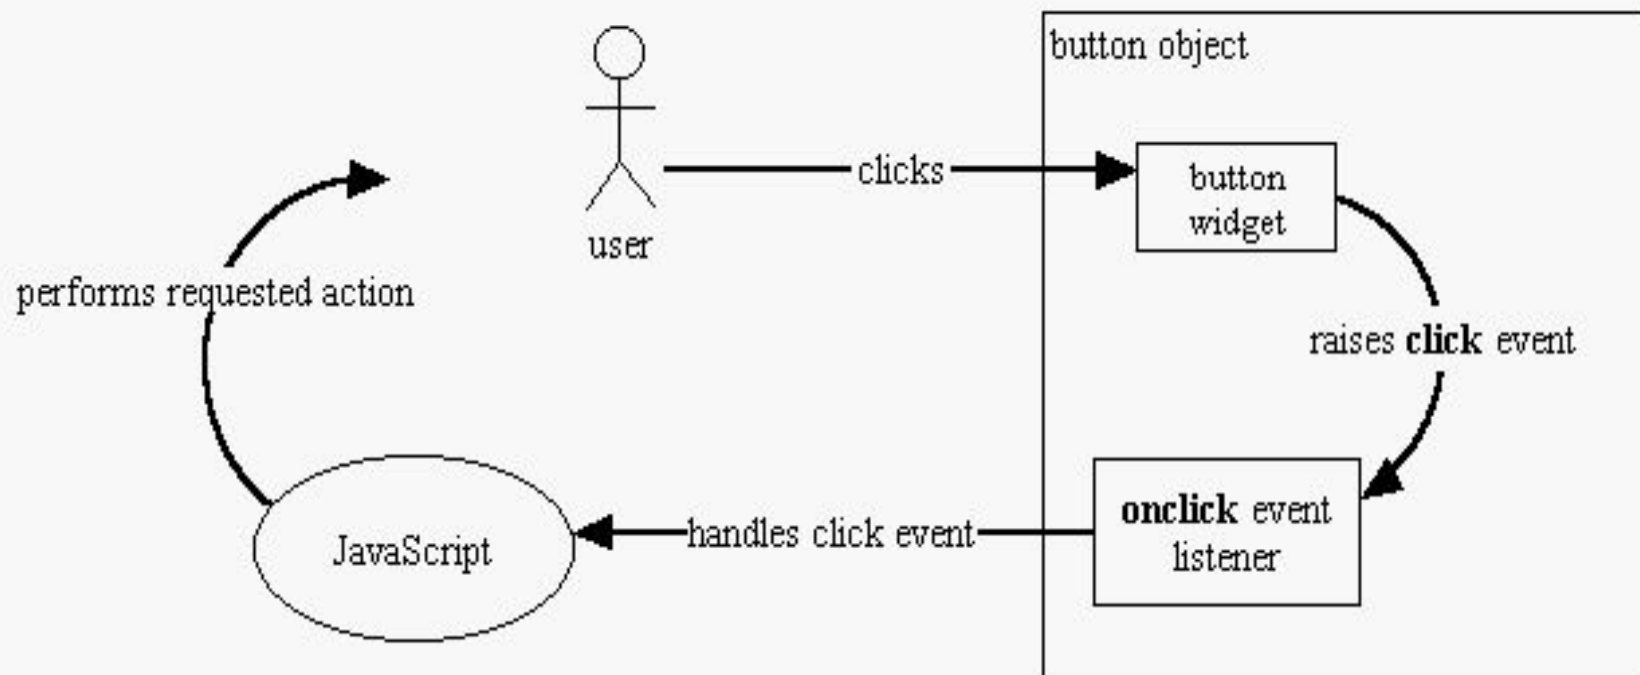 button object
clicks
button
widget
user
performs requested action
raises click event
onclick event
listener
handles click event
JavaScript